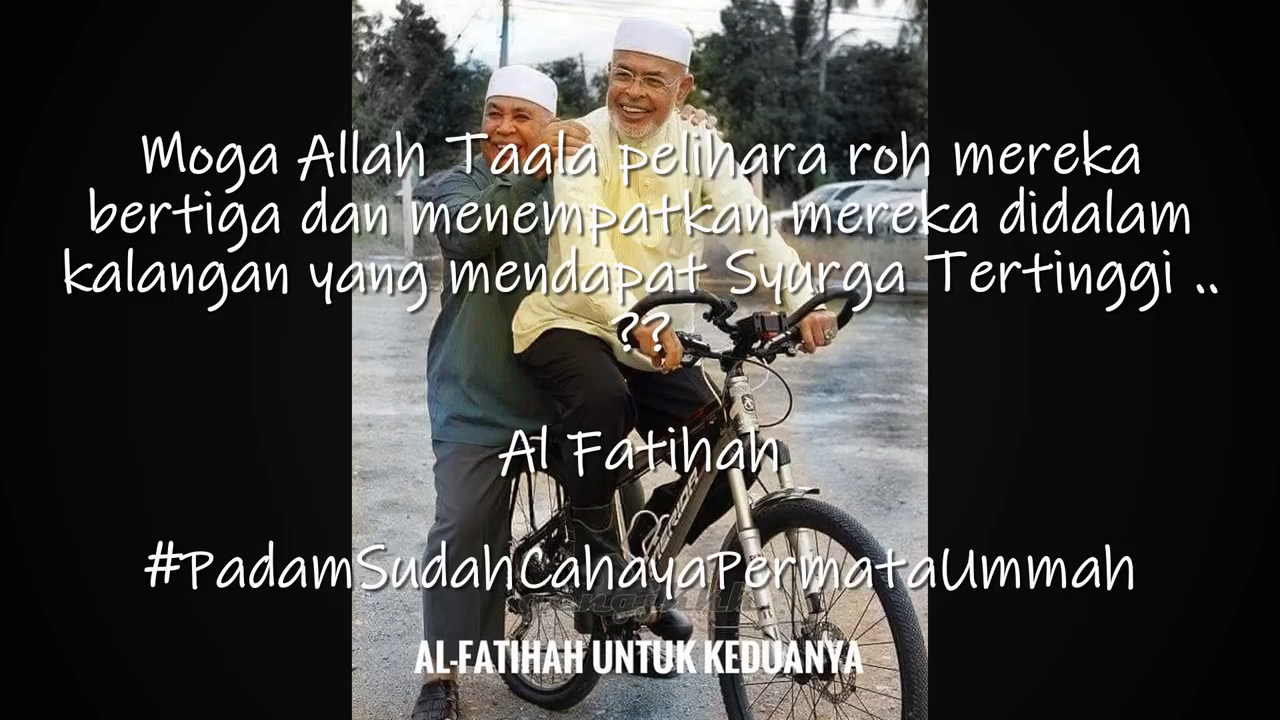 Moga Allah Taala pelihara roh mereka
bertiga dan menempatkan mereka didalam
kalangan yang mendapat Syurga Tertinggi ..
??
Al Fatihah
#PadamSudahCahayaPermataUmmah
AL-FATIHAH UNTUK KEDUANYA